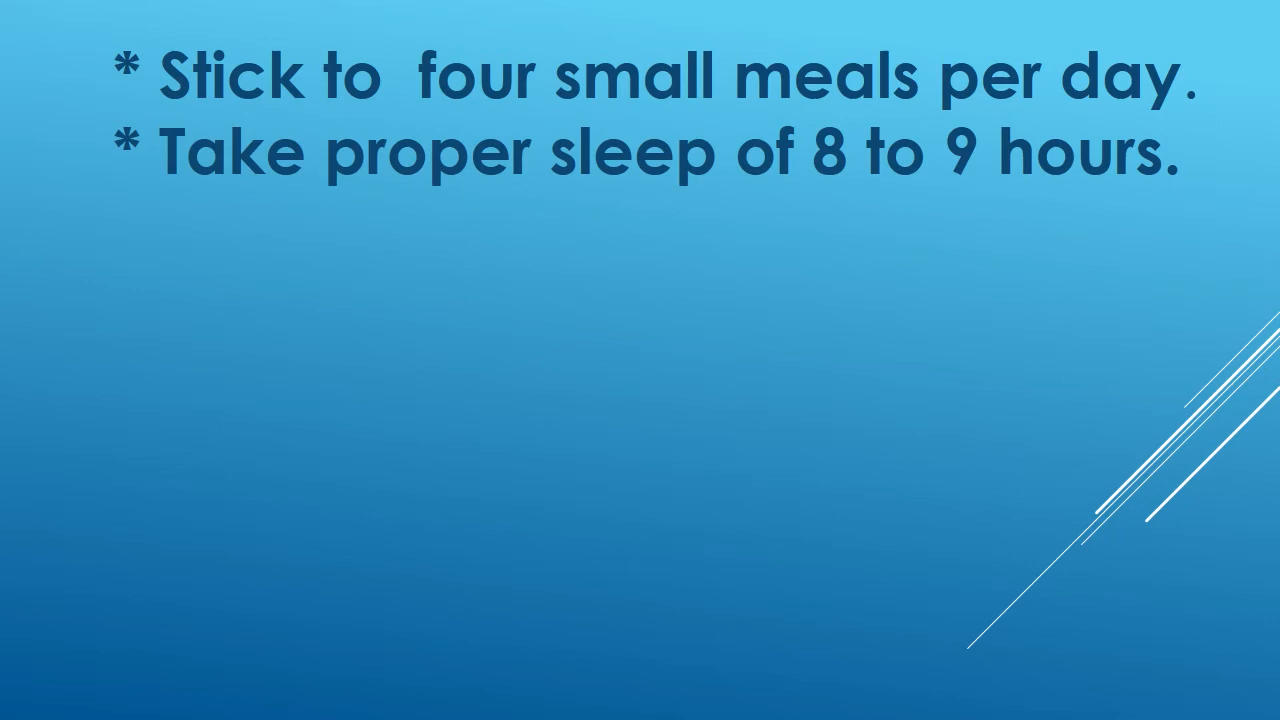 * Stick to  four small meals per day.
* Take proper sleep of 8 to 9 hours.